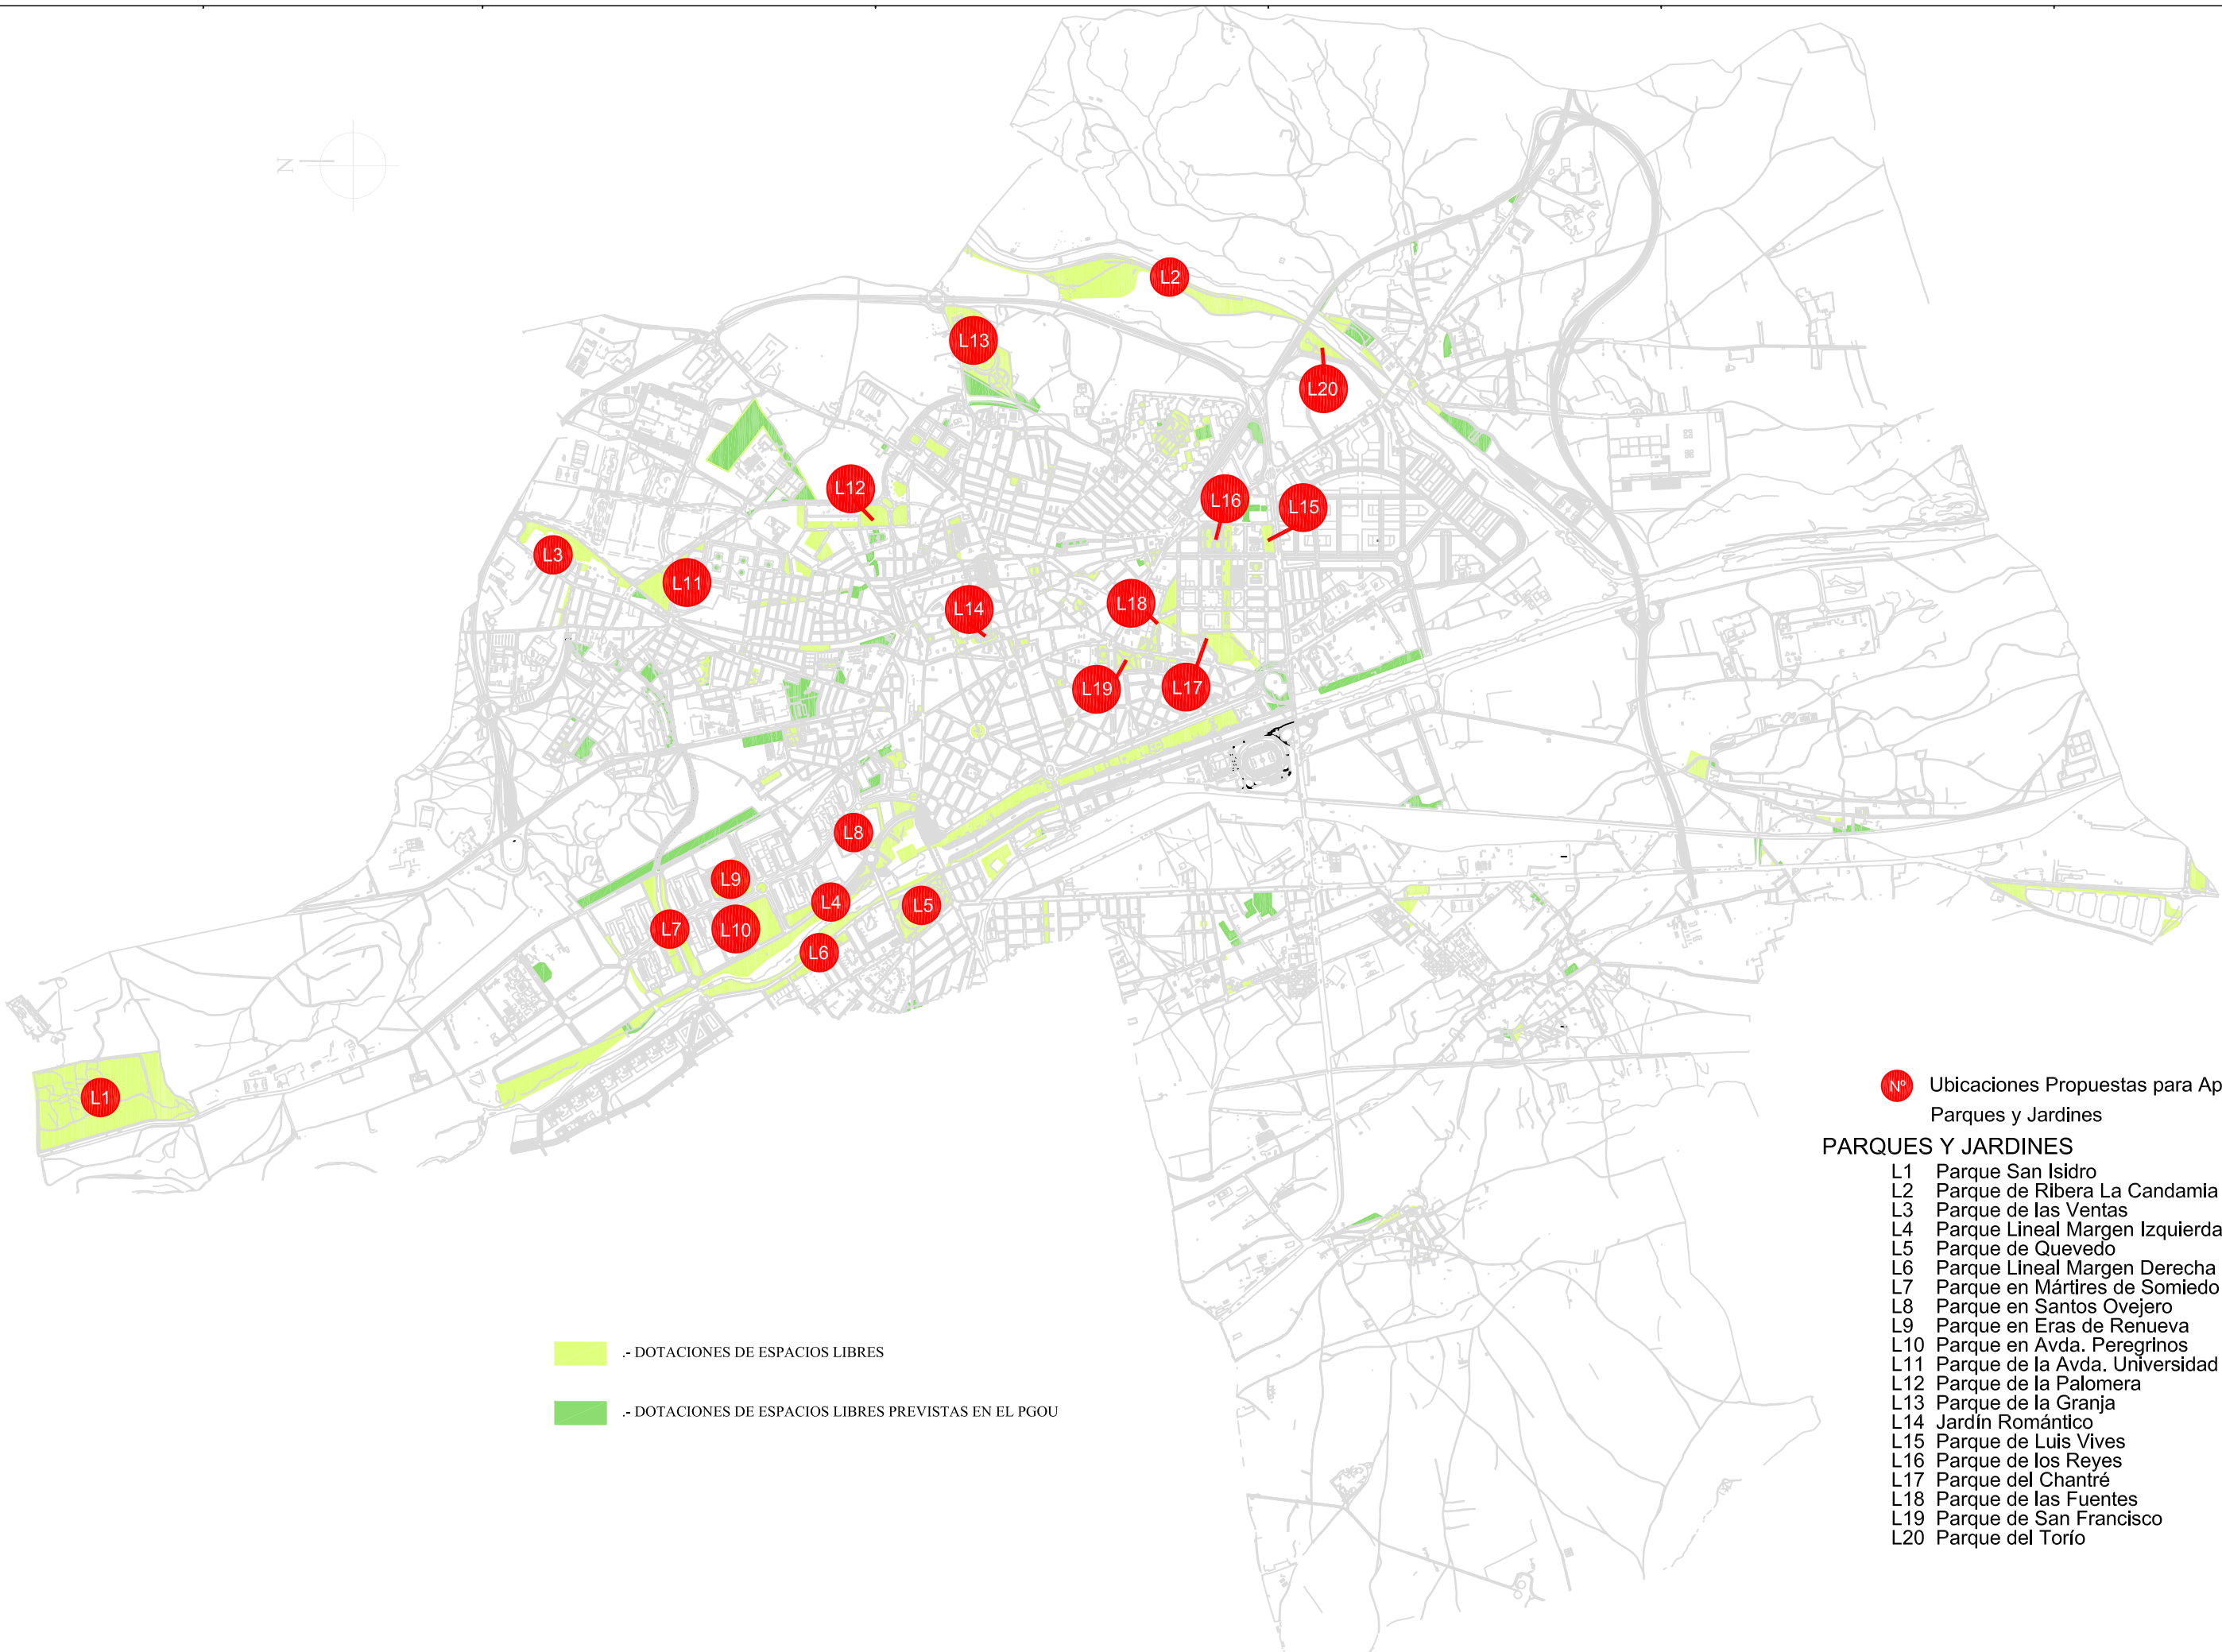 N
L2
L13
L20
L12
L16
L15
L3
L11
L14
L18
L19
L17
L8
L9
L4
L5
L7
L10
L6
L1
Nº Ubicaciones Propuestas para Ap
Parques y Jardines
PARQUES Y JARDINES
L1 Parque San Isidro
L2 Parque de Ribera La Candamia
L3 Parque de las Ventas
L4 Parque Lineal Margen Izquierda
L5 Parque de Quevedo
L6 Parque Lineal Margen Derecha
L7 Parque en Mártires de Somiedo
L8 Parque en Santos Ovejero
L9 Parque en Eras de Renueva
L10 Parque en Avda. Peregrinos
L11 Parque de la Avda. Universidad
L12 Parque de la Palomera
L13 Parque de la Granja
L14 Jardín Romántico
L15 Parque de Luis Vives
L16 Parque de los Reyes
L17 Parque del Chantré
L18 Parque de las Fuentes
L19 Parque de San Francisco
L20 Parque del Torío
.- DOTACIONES DE ESPACIOS LIBRES
.- DOTACIONES DE ESPACIOS LIBRES PREVISTAS EN EL PGOU